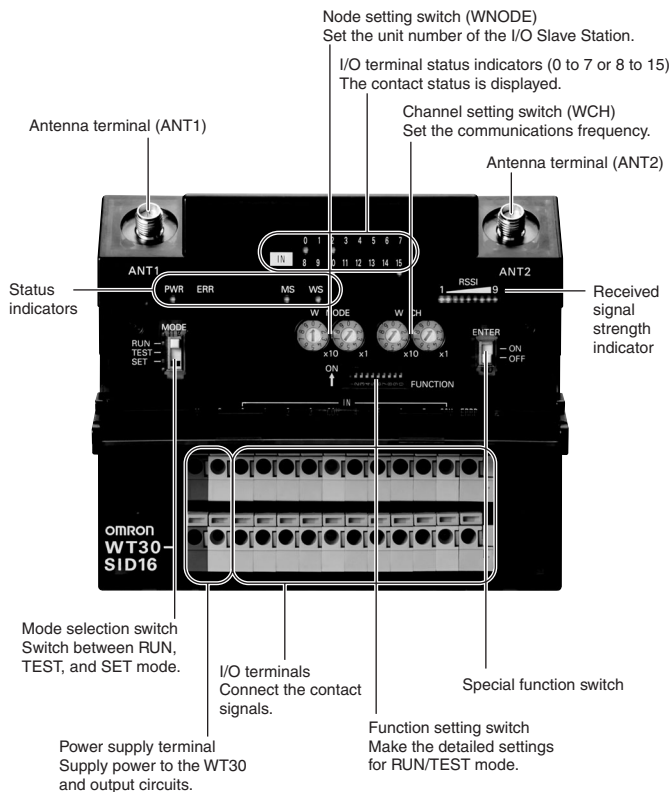 Node setting switch (WNODE)
Set the unit number of the I/O Slave Station.
I/O terminal status indicators (0 to 7 or 8 to 15)
The contact status is displayed.
Channel setting switch (WCH)
Set the communications frequency.
Antenna terminal (ANT1)
Antenna terminal (ANT2)
0 1 2 3 4 5 6 7
IN
8 9 10 11 12 13 14 15
ANT1
ANT2
Status
indicators
PWR ERR MS WS
1 RSSI 9
Received
signal
strength
indicator
MODE
RUN
TEST
SET
W NODE
W CH
x10 x1 x10 x1
ENTER
ON
OFF
ON
FUNCTION
IN
OMRON
WT30-
SID16
Mode selection switch
Switch between RUN,
TEST, and SET mode.
I/O terminals
Connect the contact
signals.
Special function switch
Function setting switch
Make the detailed settings
for RUN/TEST mode.
Power supply terminal
Supply power to the WT30
and output circuits.